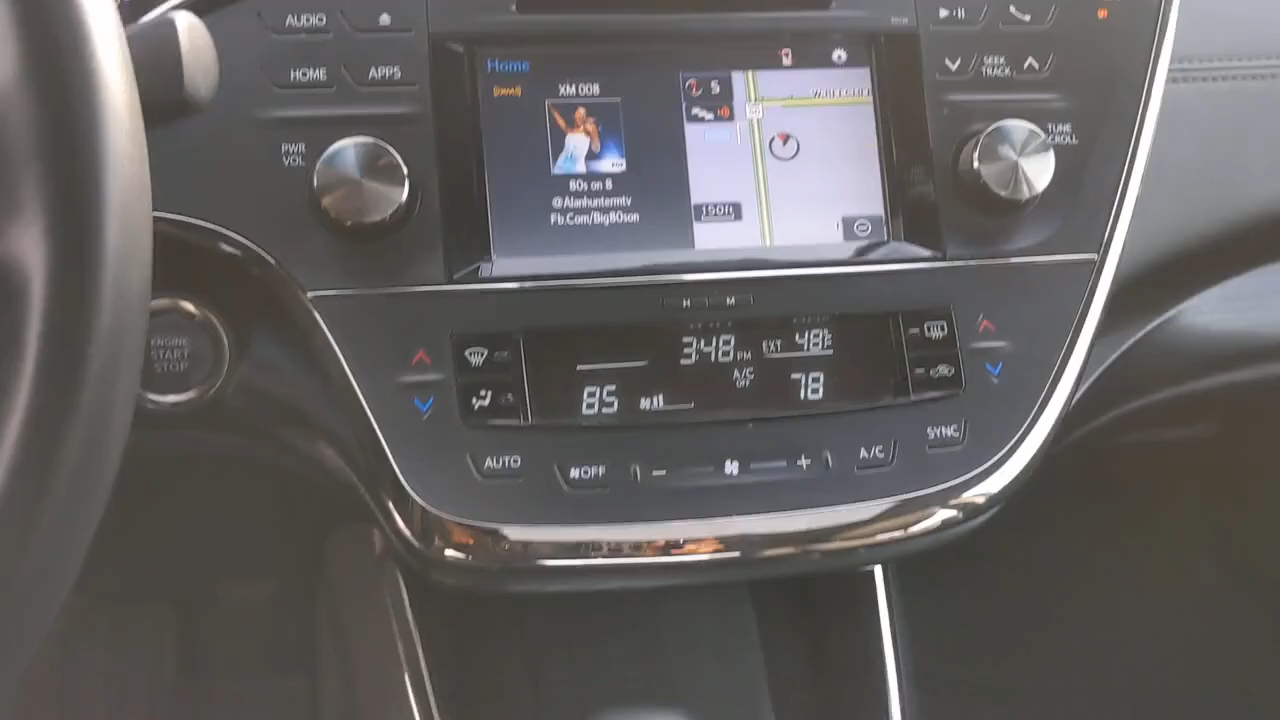 AUDIO
HOME
APPS
PWR
VOL
Home
XM 008
80s on 8
@Alanhuntermtv
Fb.Com/Big80son
S
150ft
SEEK
TRACK
TUNE
SCROLL
ENGINE
START
STOP
H M
3:48 PM
EXT 48°F
A/C
OFF
85
78
AUTO
OFF
- +
A/C
SYNC